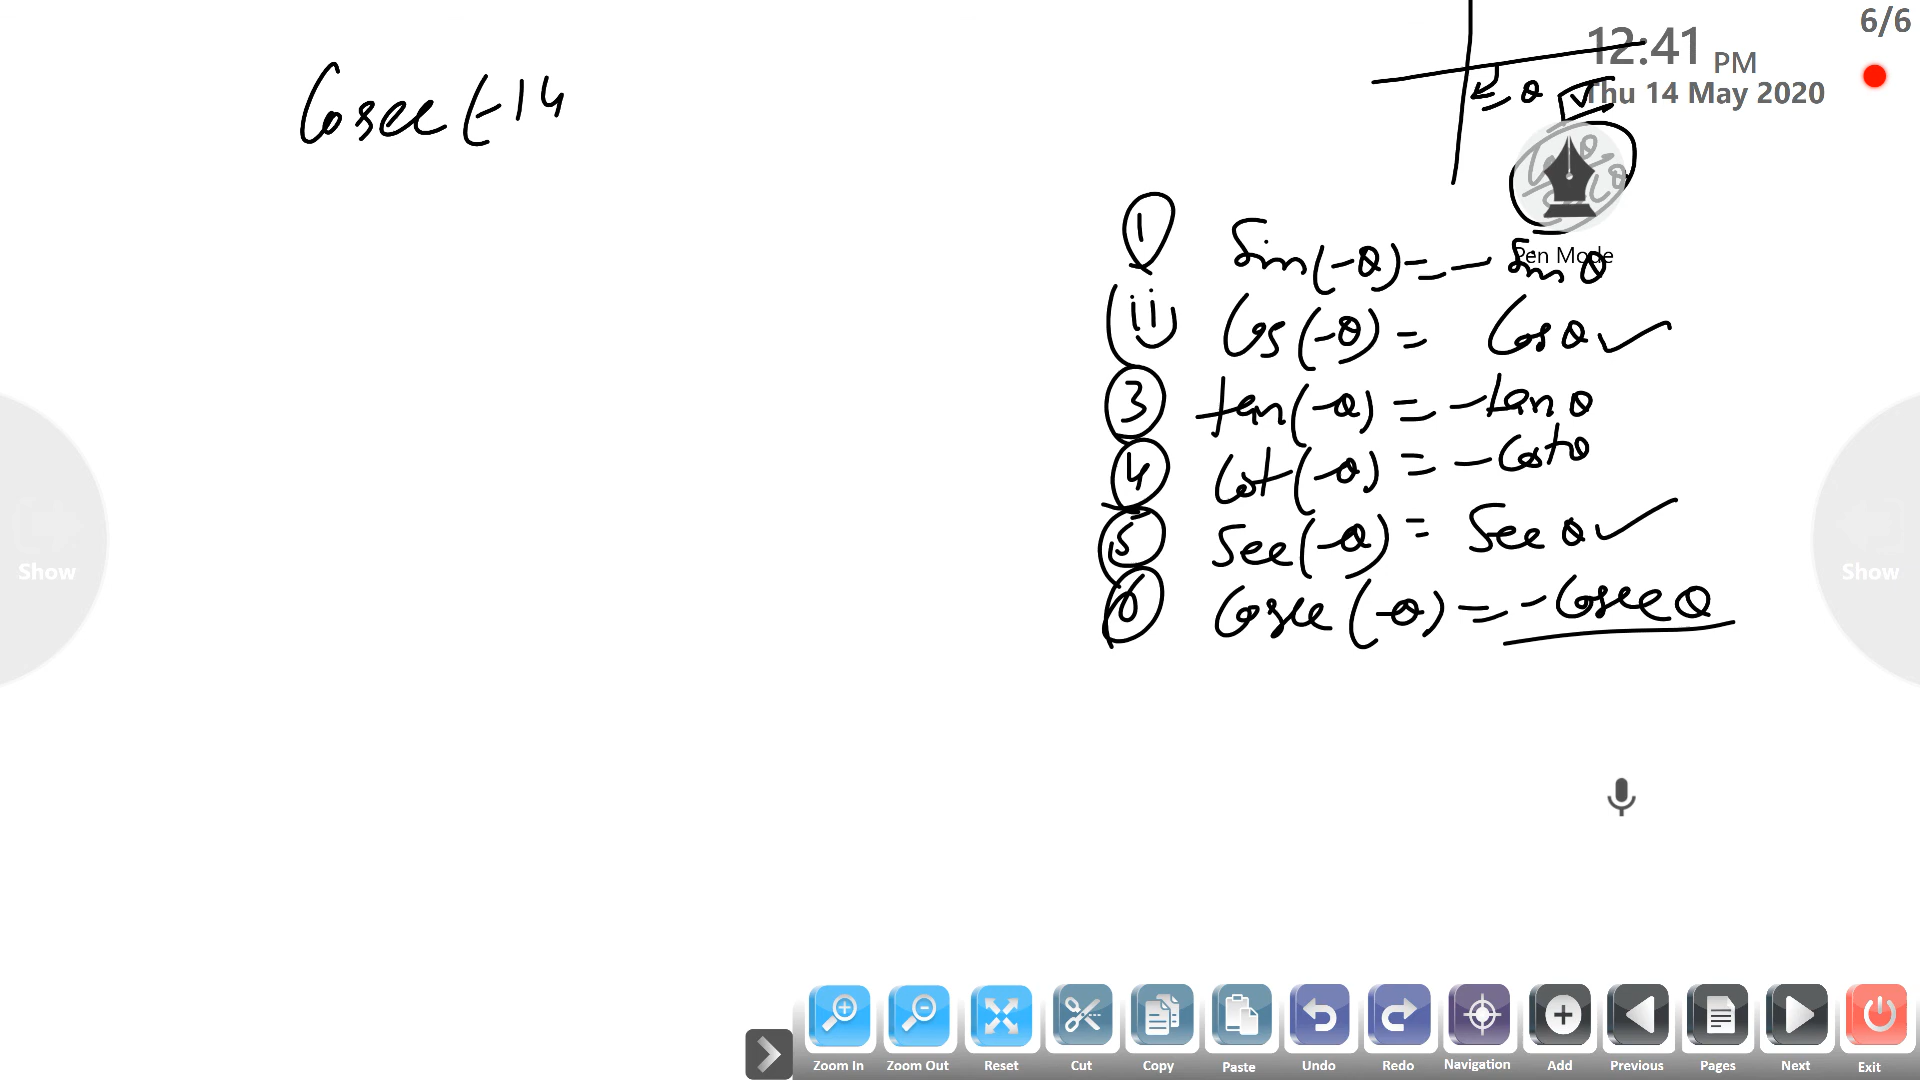 6/6
12:41 PM
Thu 14 May 2020
Cosec (-14
θ
Pen Mode
1 Sin(-θ) = - Sin θ
ii Cos(-θ) = Cos θ
3 tan(-θ) = -tan θ
4 Cot(-θ) = -Cot θ
5 Sec(-θ) = Sec θ
6 Cosec(-θ) = -Cosec θ
Show
Show
Zoom In Zoom Out Reset Cut Copy Paste Undo Redo Navigation Add Previous Pages Next Exit